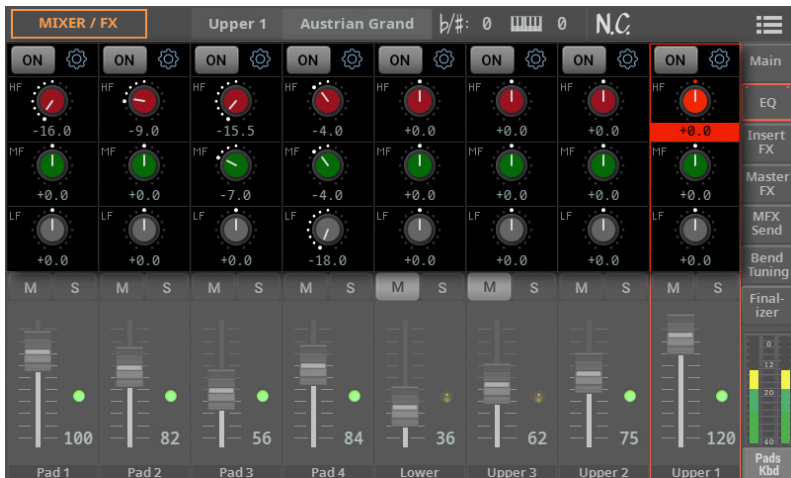 MIXER / FX Upper 1 Austrian Grand ♭/♯: 0 0 N.C.
ON ON ON ON ON ON ON ON Main
HF HF HF HF HF HF HF HF EQ
-16.0 -9.0 -15.5 -4.0 +0.0 +0.0 +0.0 +0.0
Insert
FX
MF MF MF MF MF MF MF MF
+0.0 +0.0 -7.0 -4.0 +0.0 +0.0 +0.0 +0.0
Master
FX
LF LF LF LF LF LF LF LF
+0.0 +0.0 +0.0 -18.0 +0.0 +0.0 +0.0 +0.0
MFX
Send
Bend
Tuning
M S M S M S M S M S M S M S M S
Final-
izer
0
12
20
40
100 82 56 84 36 62 75 120
Pad 1 Pad 2 Pad 3 Pad 4 Lower Upper 3 Upper 2 Upper 1
Pads
Kbd